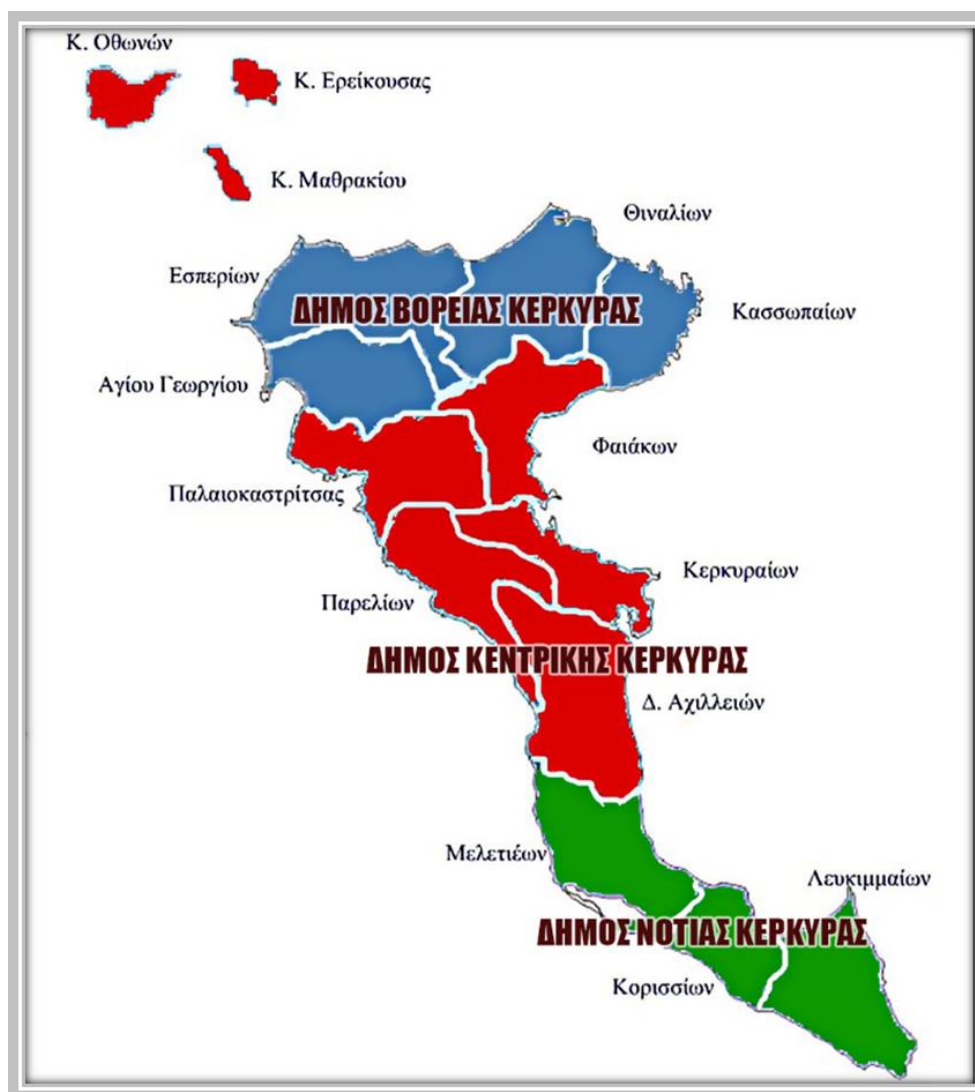 Κ. Οθωνών
Κ. Ερείκουσας
Κ. Μαθρακίου
Θιναλίων
Εσπερίων
ΔΗΜΟΣ ΒΟΡΕΙΑΣ ΚΕΡΚΥΡΑΣ
Κασσωπαίων
Αγίου Γεωργίου
Φαιάκων
Παλαιοκαστρίτσας
Κερκυραίων
Παρελίων
ΔΗΜΟΣ ΚΕΝΤΡΙΚΗΣ ΚΕΡΚΥΡΑΣ
Δ. Αχιλλειών
Μελετιέων
Λευκιμμαίων
ΔΗΜΟΣ ΝΟΤΙΑΣ ΚΕΡΚΥΡΑΣ
Κορισσίων